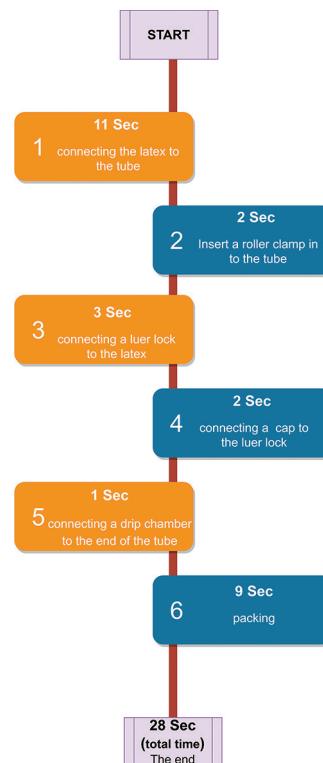 START
11 Sec
1
connecting the latex to
the tube
2 Sec
2
Insert a roller clamp in
to the tube
3 Sec
3
connecting a luer lock
to the latex
2 Sec
4
connecting a cap to
the luer lock
1 Sec
5
connecting a drip chamber
to the end of the tube
9 Sec
6
packing
28 Sec
(total time)
The end